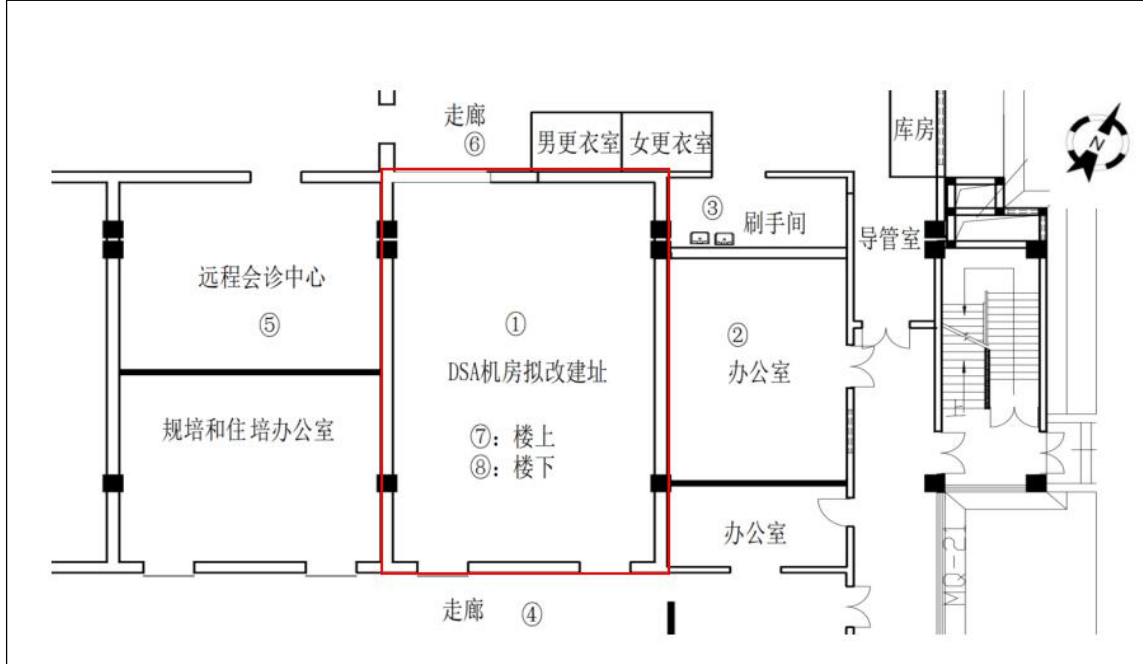 走廊
⑥
男更衣室
女更衣室
库房
N
③
刷手间
导管室
远程会诊中心
⑤
①
DSA机房拟改建址
②
办公室
规培和住培办公室
⑦：楼上
⑧：楼下
办公室
走廊 ④
MQ-21